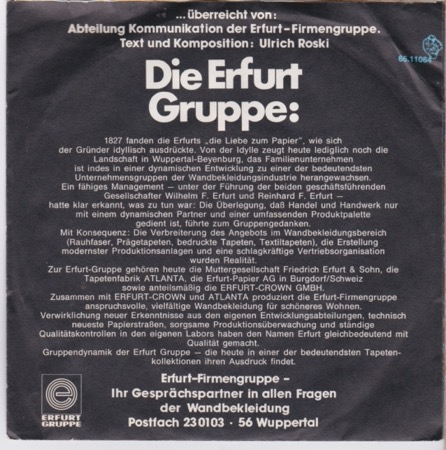 ...überreicht von:
Abteilung Kommunikation der Erfurt-Firmengruppe.
Text und Komposition: Ulrich Roski
66.11064
Die Erfurt
Gruppe:
1827 fanden die Erfurts „die Liebe zum Papier", wie sich
der Gründer idyllisch ausdrückte. Von der Idylle zeugt heute lediglich noch die
Landschaft in Wuppertal-Beyenburg, das Familienunternehmen
ist indes in einer dynamischen Entwicklung zu einer der bedeutendsten
Unternehmensgruppen der Wandbekleidungsindustrie herangewachsen.
Ein fähiges Management – unter der Führung der beiden geschäftsführenden
Gesellschafter Wilhelm F. Erfurt und Reinhard F. Erfurt –
hatte klar erkannt, was zu tun war: Die Überlegung, daß Handel und Handwerk nur
mit einem dynamischen Partner und einer umfassenden Produktpalette
gedient ist, führte zum Gruppengedanken.
Mit Konsequenz: Die Verbreiterung des Angebots im Wandbekleidungsbereich
(Rauhfaser, Prägetapeten, bedruckte Tapeten, Textiltapeten), die Erstellung
modernster Produktionsanlagen und eine schlagkräftige Vertriebsorganisation
wurden Realität.
Zur Erfurt-Gruppe gehören heute die Muttergesellschaft Friedrich Erfurt & Sohn, die
Tapetenfabrik ATLANTA, die Erfurt-Papier AG in Burgdorf/Schweiz
sowie anteilsmäßig die ERFURT-CROWN GMBH.
Zusammen mit ERFURT-CROWN und ATLANTA produziert die Erfurt-Firmengruppe
anspruchsvolle, vielfältige Wandbekleidung für schöneres Wohnen.
Verwirklichung neuer Erkenntnisse aus den eigenen Entwicklungsabteilungen, technisch
neueste Papierstraßen, sorgsame Produktionsüberwachung und ständige
Qualitätskontrollen in den eigenen Labors haben den Namen Erfurt gleichbedeutend mit
Qualität gemacht.
Gruppendynamik der Erfurt Gruppe – die heute in einer der bedeutendsten Tapeten-
kollektionen ihren Ausdruck findet.
Erfurt-Firmengruppe –
Ihr Gesprächspartner in allen Fragen
der Wandbekleidung
Postfach 230103 · 56 Wuppertal
ERFURT
GRUPPE